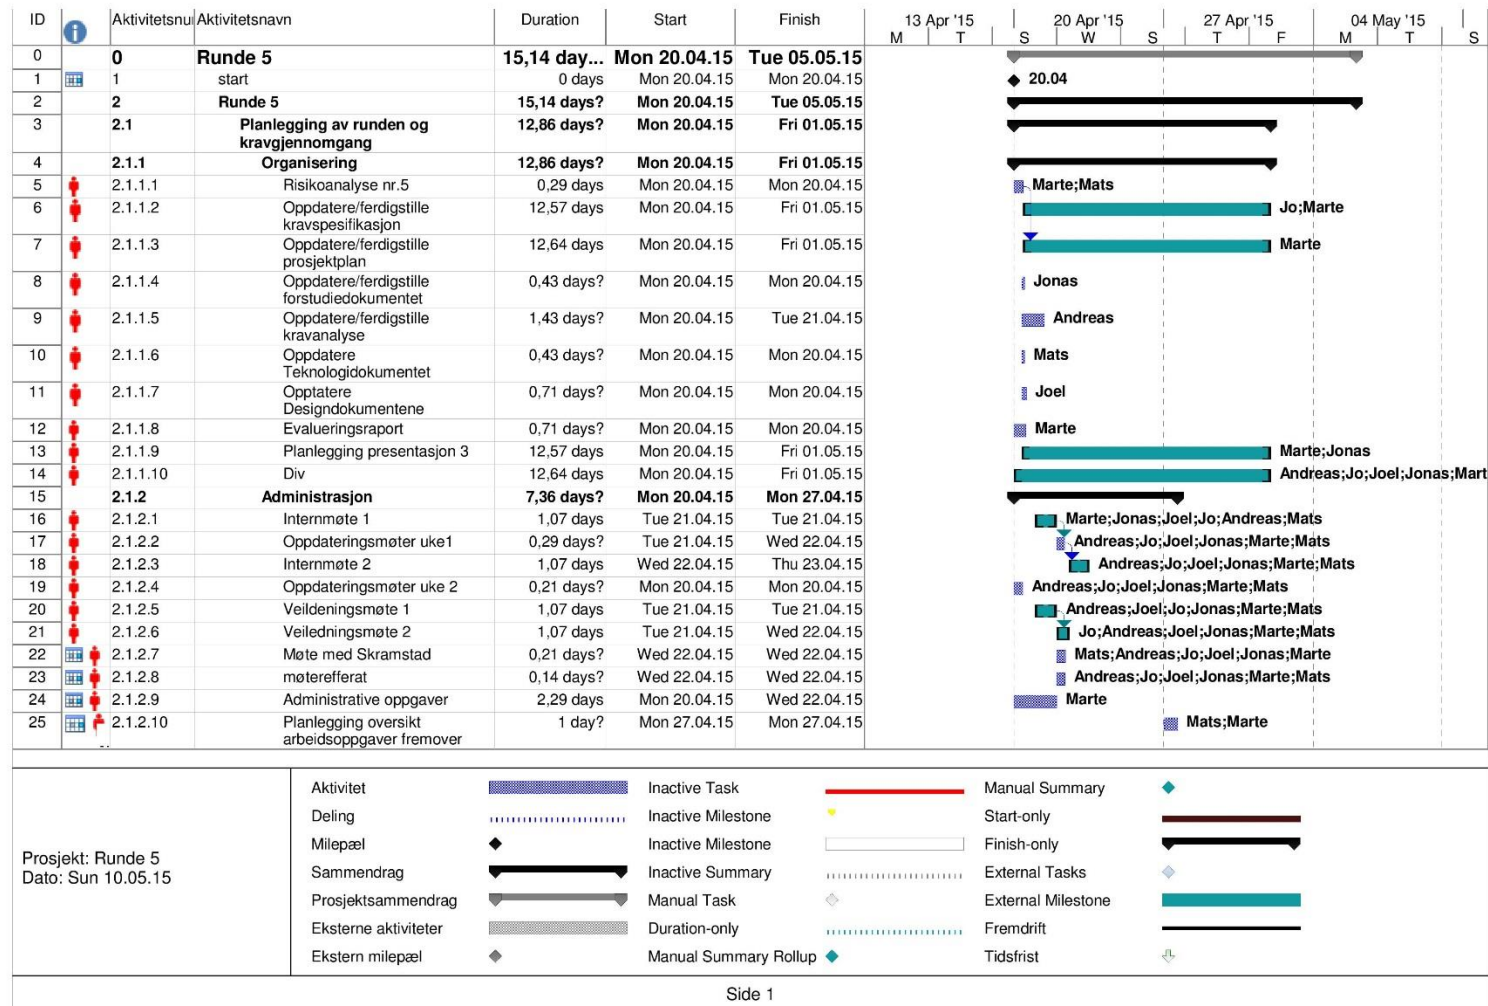 ID Aktivitetsnu Aktivitetsnavn Duration Start Finish 13 Apr '15 20 Apr '15 27 Apr '15 04 May '15
M T S W S T F M T S
0 0 Runde 5 15,14 day... Mon 20.04.15 Tue 05.05.15
1 1 start 0 days Mon 20.04.15 Mon 20.04.15 20.04
2 2 Runde 5 15,14 days? Mon 20.04.15 Tue 05.05.15
3 2.1 Planlegging av runden og 12,86 days? Mon 20.04.15 Fri 01.05.15
kravgjennomgang
4 2.1.1 Organisering 12,86 days? Mon 20.04.15 Fri 01.05.15
5 2.1.1.1 Risikoanalyse nr.5 0,29 days Mon 20.04.15 Mon 20.04.15 Marte;Mats
6 2.1.1.2 Oppdatere/ferdigstille 12,57 days Mon 20.04.15 Fri 01.05.15 Jo;Marte
kravspesifikasjon
7 2.1.1.3 Oppdatere/ferdigstille 12,64 days Mon 20.04.15 Fri 01.05.15 Marte
prosjektplan
8 2.1.1.4 Oppdatere/ferdigstille 0,43 days? Mon 20.04.15 Mon 20.04.15 Jonas
forstudiedokumentet
9 2.1.1.5 Oppdatere/ferdigstille 1,43 days? Mon 20.04.15 Tue 21.04.15 Andreas
kravanalyse
10 2.1.1.6 Oppdatere 0,43 days? Mon 20.04.15 Mon 20.04.15 Mats
Teknologidokumentet
11 2.1.1.7 Opptatere 0,71 days? Mon 20.04.15 Mon 20.04.15 Joel
Designdokumentene
12 2.1.1.8 Evalueringsraport 0,71 days? Mon 20.04.15 Mon 20.04.15 Marte
13 2.1.1.9 Planlegging presentasjon 3 12,57 days Mon 20.04.15 Fri 01.05.15 Marte;Jonas
14 2.1.1.10 Div 12,64 days Mon 20.04.15 Fri 01.05.15 Andreas;Jo;Joel;Jonas;Mart
15 2.1.2 Administrasjon 7,36 days? Mon 20.04.15 Mon 27.04.15
16 2.1.2.1 Internmøte 1 1,07 days Tue 21.04.15 Tue 21.04.15 Marte;Jonas;Joel;Jo;Andreas;Mats
17 2.1.2.2 Oppdateringsmøter uke1 0,29 days? Tue 21.04.15 Wed 22.04.15 Andreas;Jo;Joel;Jonas;Marte;Mats
18 2.1.2.3 Internmøte 2 1,07 days Wed 22.04.15 Thu 23.04.15 Andreas;Jo;Joel;Jonas;Marte;Mats
19 2.1.2.4 Oppdateringsmøter uke 2 0,21 days? Mon 20.04.15 Mon 20.04.15 Andreas;Jo;Joel;Jonas;Marte;Mats
20 2.1.2.5 Veildeningsmøte 1 1,07 days Tue 21.04.15 Tue 21.04.15 Andreas;Joel;Jo;Jonas;Marte;Mats
21 2.1.2.6 Veiledningsmøte 2 1,07 days Tue 21.04.15 Wed 22.04.15 Jo;Andreas;Joel;Jonas;Marte;Mats
22 2.1.2.7 Møte med Skramstad 0,21 days? Wed 22.04.15 Wed 22.04.15 Mats;Andreas;Jo;Joel;Jonas;Marte
23 2.1.2.8 møterefferat 0,14 days? Wed 22.04.15 Wed 22.04.15 Andreas;Jo;Joel;Jonas;Marte;Mats
24 2.1.2.9 Administrative oppgaver 2,29 days Mon 20.04.15 Wed 22.04.15 Marte
25 2.1.2.10 Planlegging oversikt 1 day? Mon 27.04.15 Mon 27.04.15 Mats;Marte
arbeidsoppgaver fremover
Prosjekt: Runde 5
Dato: Sun 10.05.15
Aktivitet Inactive Task Manual Summary
Deling Inactive Milestone Start-only
Milepæl Inactive Milestone Finish-only
Sammendrag Inactive Summary External Tasks
Prosjektsammendrag Manual Task External Milestone
Eksterne aktiviteter Duration-only Fremdrift
Ekstern milepæl Manual Summary Rollup Tidsfrist
Side 1